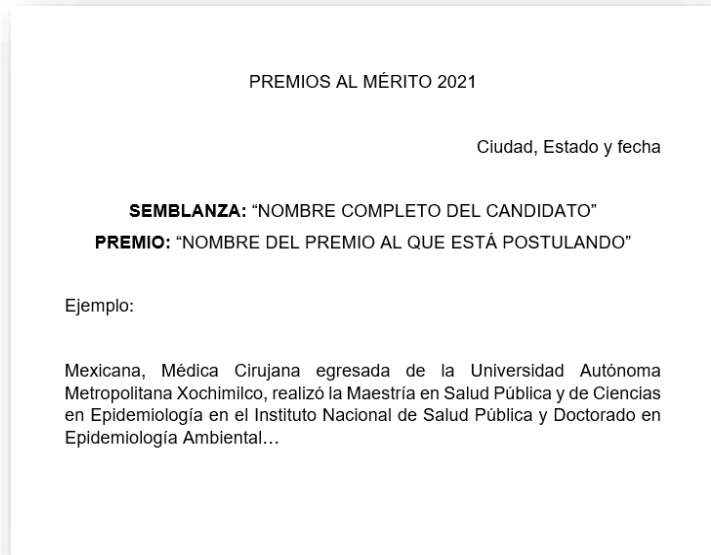 PREMIOS AL MÉRITO 2021
Ciudad, Estado y fecha
SEMBLANZA: “NOMBRE COMPLETO DEL CANDIDATO”
PREMIO: “NOMBRE DEL PREMIO AL QUE ESTÁ POSTULANDO”
Ejemplo:
Mexicana, Médica Cirujana egresada de la Universidad Autónoma
Metropolitana Xochimilco, realizó la Maestría en Salud Pública y de Ciencias
en Epidemiología en el Instituto Nacional de Salud Pública y Doctorado en
Epidemiología Ambiental…